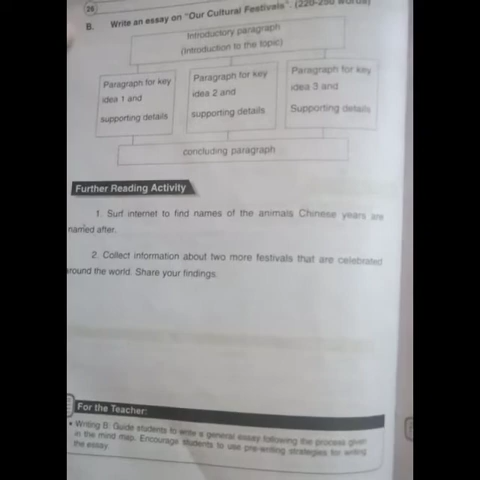 26
B. Write an essay on "Our Cultural Festivals". (220-250 words)
Introductory paragraph
(Introduction to the topic)
Paragraph for key
idea 1 and
supporting details
Paragraph for key
idea 2 and
supporting details
Paragraph for key
idea 3 and
Supporting details
concluding paragraph
Further Reading Activity
1. Surf internet to find names of the animals Chinese years are
named after.
2. Collect information about two more festivals that are celebrated
around the world. Share your findings.
For the Teacher:
• Writing B: Guide students to write a general essay following the process given
in the mind map. Encourage students to use pre-writing strategies for writing
the essay.